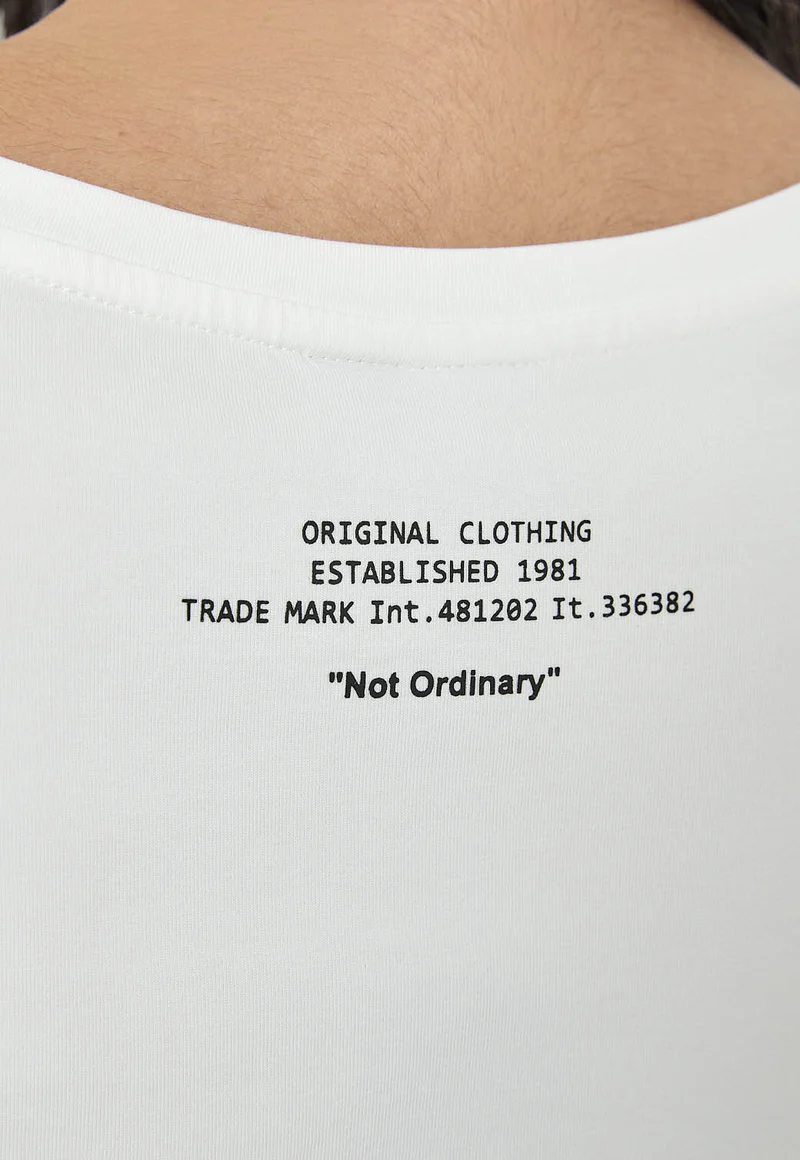 ORIGINAL CLOTHING
ESTABLISHED 1981
TRADE MARK Int.481202 It.336382
"Not Ordinary"